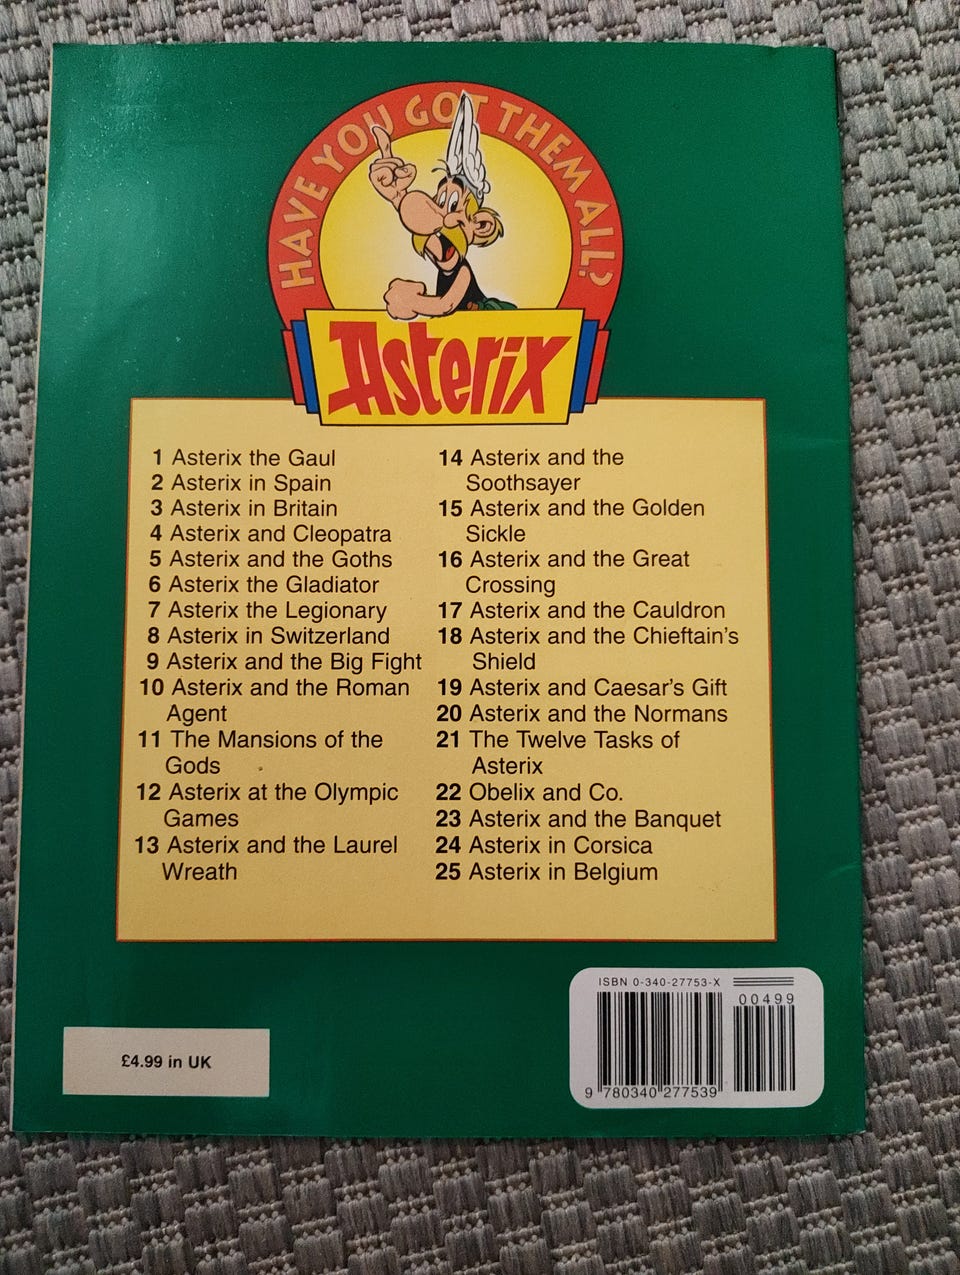 HAVE YOU GOT THEM ALL?
Asterix
1 Asterix the Gaul
2 Asterix in Spain
3 Asterix in Britain
4 Asterix and Cleopatra
5 Asterix and the Goths
6 Asterix the Gladiator
7 Asterix the Legionary
8 Asterix in Switzerland
9 Asterix and the Big Fight
10 Asterix and the Roman
Agent
11 The Mansions of the
Gods
12 Asterix at the Olympic
Games
13 Asterix and the Laurel
Wreath
14 Asterix and the
Soothsayer
15 Asterix and the Golden
Sickle
16 Asterix and the Great
Crossing
17 Asterix and the Cauldron
18 Asterix and the Chieftain's
Shield
19 Asterix and Caesar's Gift
20 Asterix and the Normans
21 The Twelve Tasks of
Asterix
22 Obelix and Co.
23 Asterix and the Banquet
24 Asterix in Corsica
25 Asterix in Belgium
£4.99 in UK
ISBN 0-340-27753-X
00499
9 780340 277539